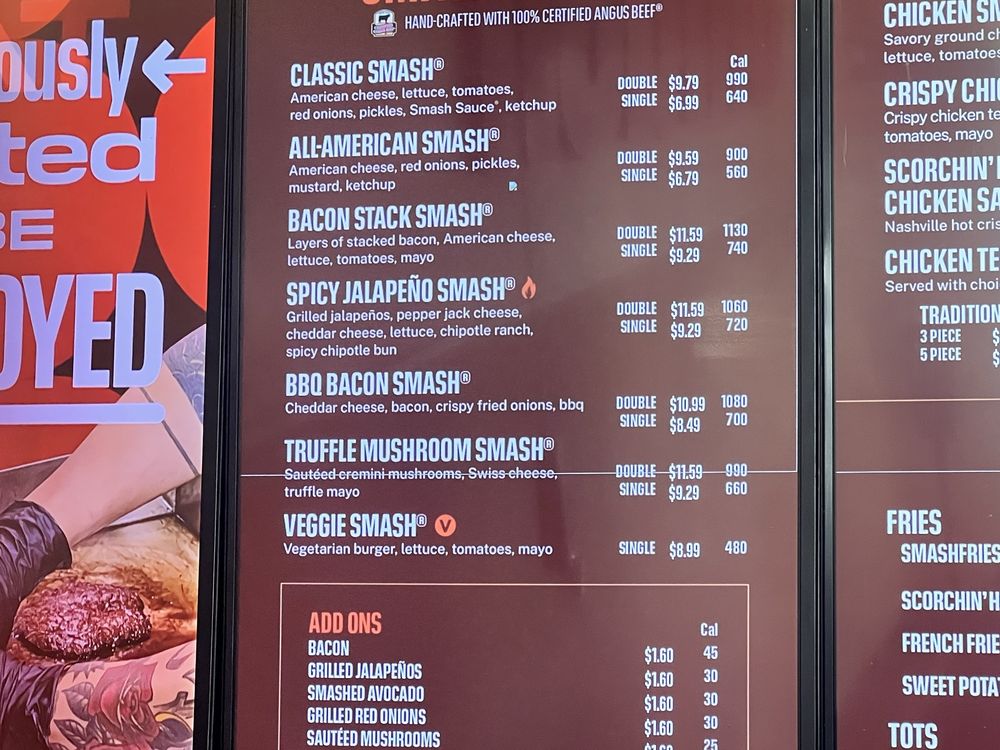 ously←
ted
BE
OYED
HAND-CRAFTED WITH 100% CERTIFIED ANGUS BEEF®
Cal
CLASSIC SMASH®
American cheese, lettuce, tomatoes,
red onions, pickles, Smash Sauce®, ketchup
DOUBLE $9.79 990
SINGLE $6.99 640
ALL-AMERICAN SMASH®
American cheese, red onions, pickles,
mustard, ketchup
DOUBLE $9.59 900
SINGLE $6.79 560
BACON STACK SMASH®
Layers of stacked bacon, American cheese,
lettuce, tomatoes, mayo
DOUBLE $11.59 1130
SINGLE $9.29 740
SPICY JALAPEÑO SMASH®
Grilled jalapeños, pepper jack cheese,
cheddar cheese, lettuce, chipotle ranch,
spicy chipotle bun
DOUBLE $11.59 1060
SINGLE $9.29 720
BBQ BACON SMASH®
Cheddar cheese, bacon, crispy fried onions, bbq
DOUBLE $10.99 1080
SINGLE $8.49 700
TRUFFLE MUSHROOM SMASH®
Sautéed cremini mushrooms, Swiss cheese,
truffle mayo
DOUBLE $11.59 990
SINGLE $9.29 660
VEGGIE SMASH® V
Vegetarian burger, lettuce, tomatoes, mayo
SINGLE $8.99 480
ADD ONS
Cal
BACON $1.60 45
GRILLED JALAPEÑOS $1.60 30
SMASHED AVOCADO $1.60 30
GRILLED RED ONIONS $1.60 30
SAUTÉED MUSHROOMS $1.60 25
CHICKEN SM
Savory ground ch
lettuce, tomatoes
CRISPY CHIC
Crispy chicken te
tomatoes, mayo
SCORCHIN'
CHICKEN SA
Nashville hot cris
CHICKEN TE
Served with choi
TRADITION
3 PIECE $
5 PIECE $
FRIES
SMASHFRIES
SCORCHIN' H
FRENCH FRIE
SWEET POTA
TOTS